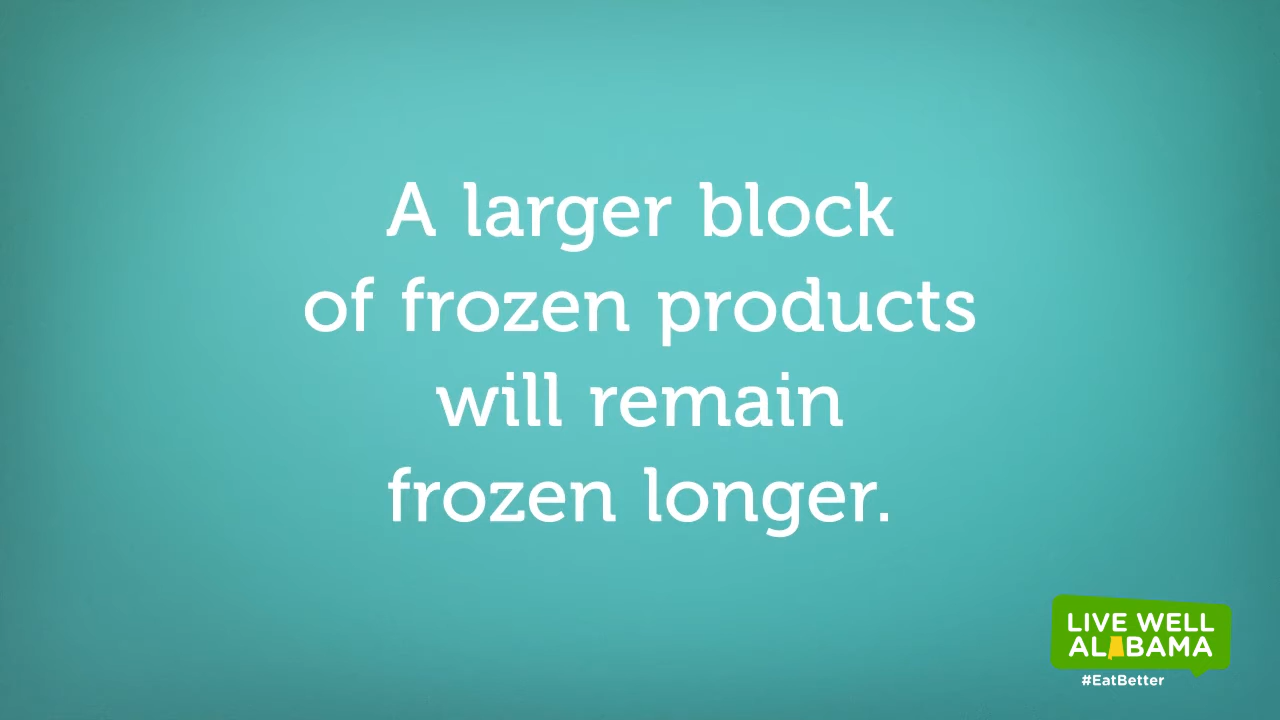 A larger block
of frozen products
will remain
frozen longer.
LIVE WELL
ALABAMA
#EatBetter